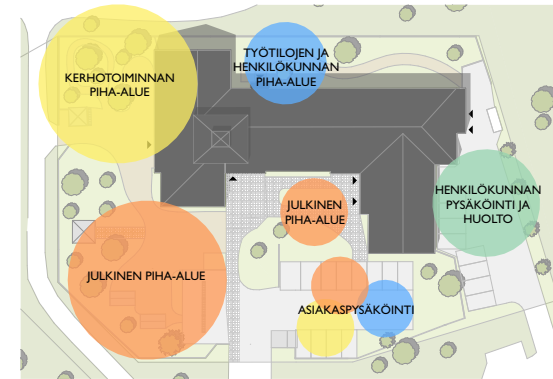 TYÖTILOJEN JA
HENKILÖKUNNAN
PIHA-ALUE
KERHOTOIMINNAN
PIHA-ALUE
HENKILÖKUNNAN
PYSÄKÖINTI JA
HUOLTO
JULKINEN
PIHA-ALUE
JULKINEN PIHA-ALUE
ASIAKASPYSÄKÖINTI